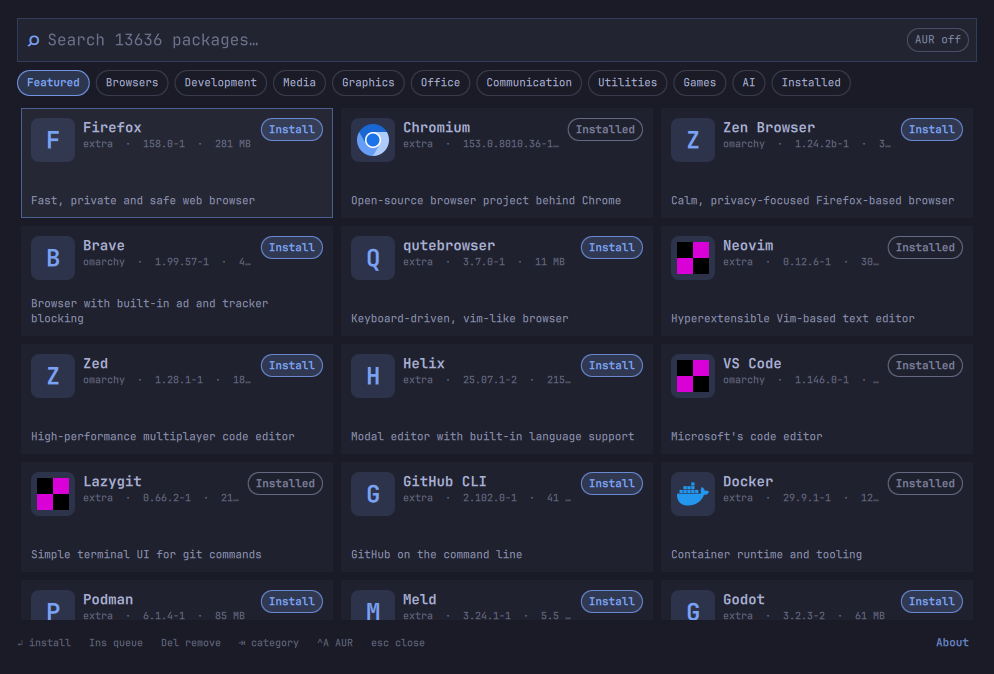 Search 13636 packages… AUR off
Featured Browsers Development Media Graphics Office Communication Utilities Games AI Installed
F Firefox Install
extra · 158.0-1 · 281 MB
Fast, private and safe web browser
Chromium Installed
extra · 153.0.8010.36-1…
Open-source browser project behind Chrome
Z Zen Browser Install
omarchy · 1.24.2b-1 · 3…
Calm, privacy-focused Firefox-based browser
B Brave Install
omarchy · 1.99.57-1 · 4…
Browser with built-in ad and tracker
blocking
Q qutebrowser Install
extra · 3.7.0-1 · 11 MB
Keyboard-driven, vim-like browser
Neovim Installed
extra · 0.12.6-1 · 30…
Hyperextensible Vim-based text editor
Z Zed Install
omarchy · 1.28.1-1 · 18…
High-performance multiplayer code editor
H Helix Install
extra · 25.07.1-2 · 215…
Modal editor with built-in language support
VS Code Installed
omarchy · 1.146.0-1 · …
Microsoft's code editor
Lazygit Installed
extra · 0.66.2-1 · 21…
Simple terminal UI for git commands
G GitHub CLI Install
extra · 2.102.0-1 · 41 …
GitHub on the command line
Docker Installed
extra · 29.9.1-1 · 12…
Container runtime and tooling
P Podman Install
extra · 6.1.4-1 · 85 MB
M Meld Install
extra · 3.24.1-1 · 5.5 …
G Godot Install
extra · 3.2.3-2 · 61 MB
↵ install Ins queue Del remove ⇥ category ^A AUR esc close About